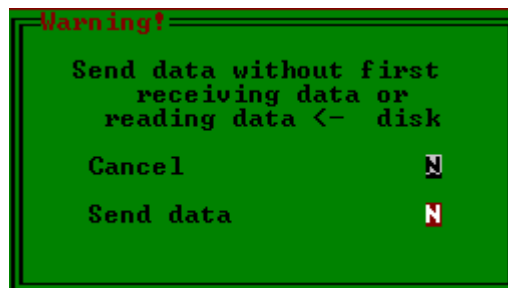 Warning!
Send data without first
receiving data or
reading data <- disk
Cancel N
Send data N